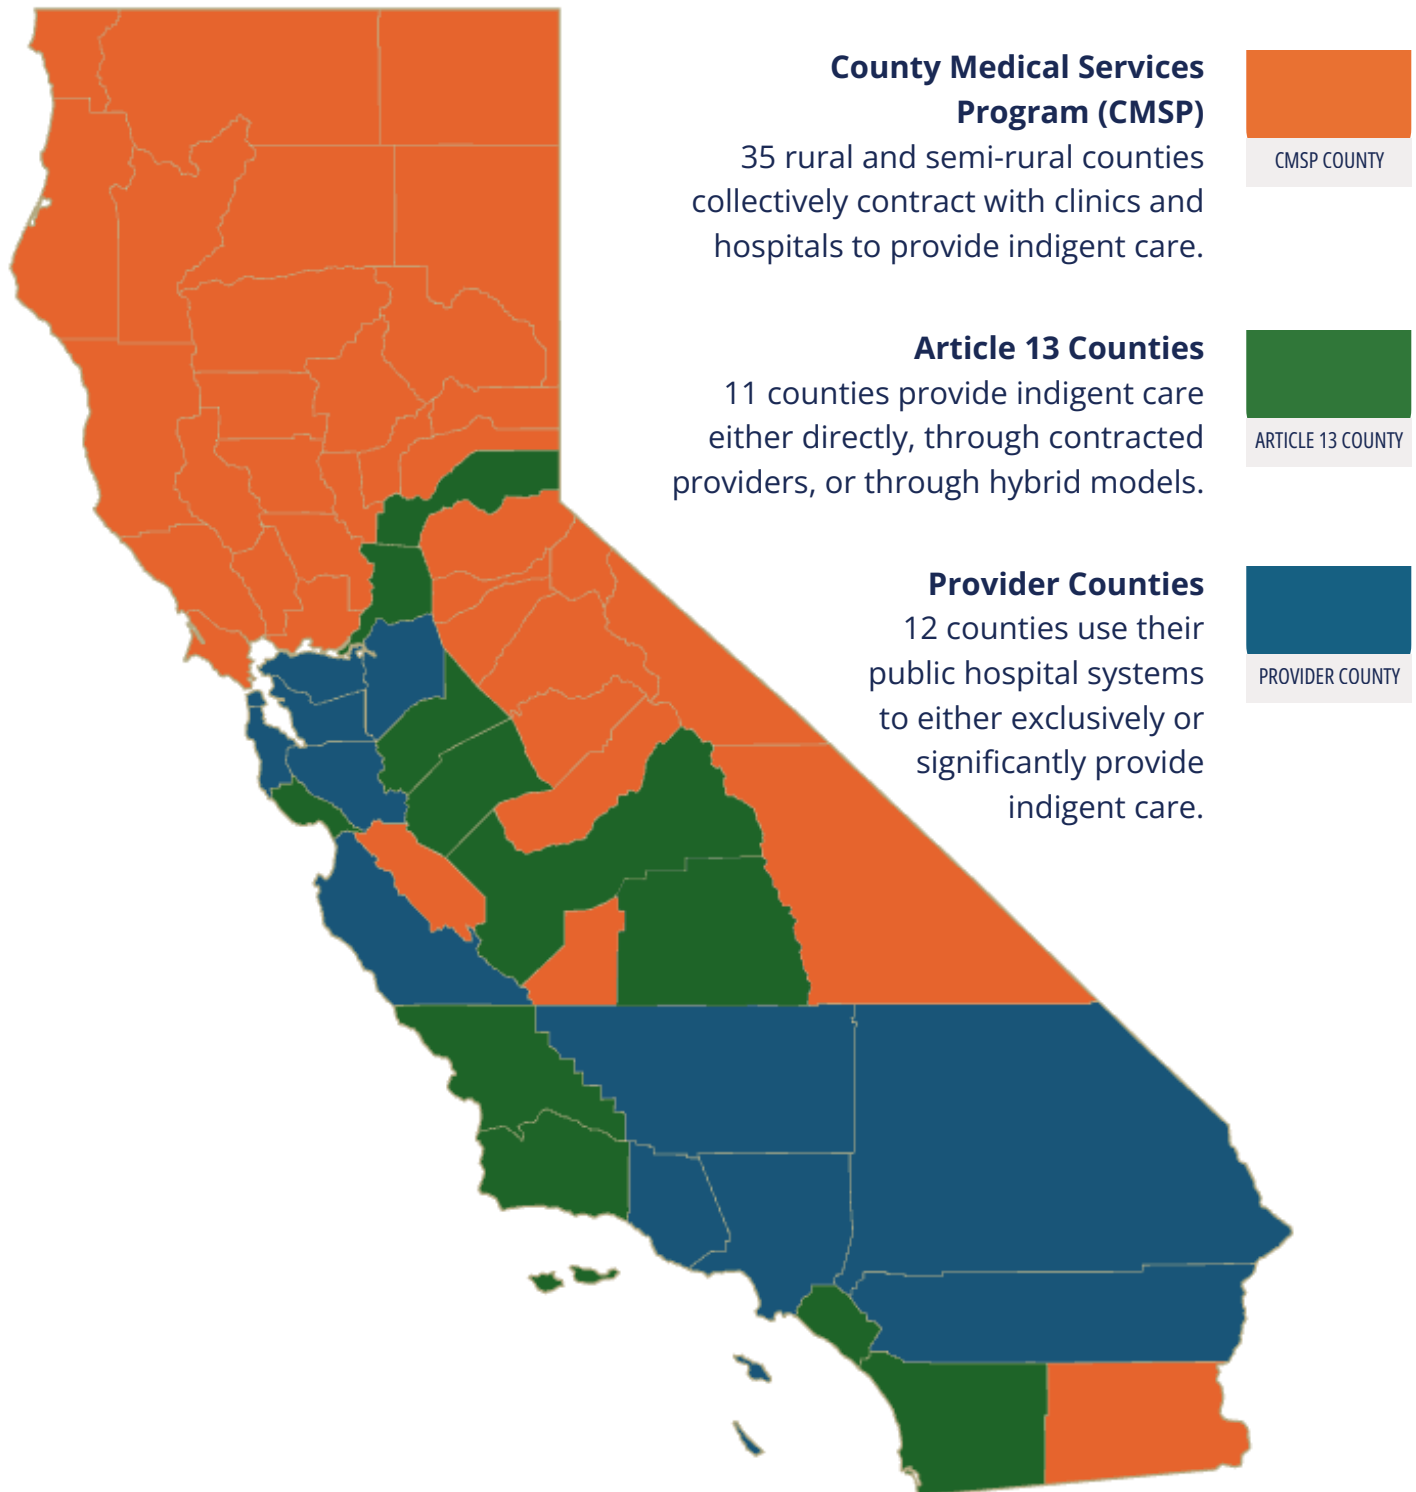 County Medical Services
Program (CMSP)
35 rural and semi-rural counties
collectively contract with clinics and
hospitals to provide indigent care.
CMSP COUNTY
Article 13 Counties
11 counties provide indigent care
either directly, through contracted
providers, or through hybrid models.
ARTICLE 13 COUNTY
Provider Counties
12 counties use their
public hospital systems
to either exclusively or
significantly provide
indigent care.
PROVIDER COUNTY